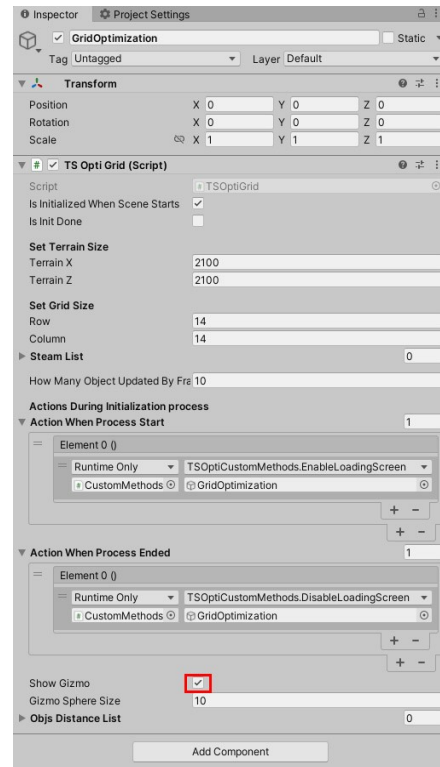 Inspector Project Settings
GridOptimization Static
Tag Untagged Layer Default
Transform
Position X 0 Y 0 Z 0
Rotation X 0 Y 0 Z 0
Scale X 1 Y 1 Z 1
# TS Opti Grid (Script)
Script TSOptiGrid
Is Initialized When Scene Starts
Is Init Done
Set Terrain Size
Terrain X 2100
Terrain Z 2100
Set Grid Size
Row 14
Column 14
Steam List 0
How Many Object Updated By Fra 10
Actions During Initialization process
Action When Process Start 1
Element 0 ()
Runtime Only TSOptiCustomMethods.EnableLoadingScreen
CustomMethods GridOptimization
+ -
+ -
Action When Process Ended 1
Element 0 ()
Runtime Only TSOptiCustomMethods.DisableLoadingScreen
CustomMethods GridOptimization
+ -
+ -
Show Gizmo
Gizmo Sphere Size 10
Objs Distance List 0
Add Component